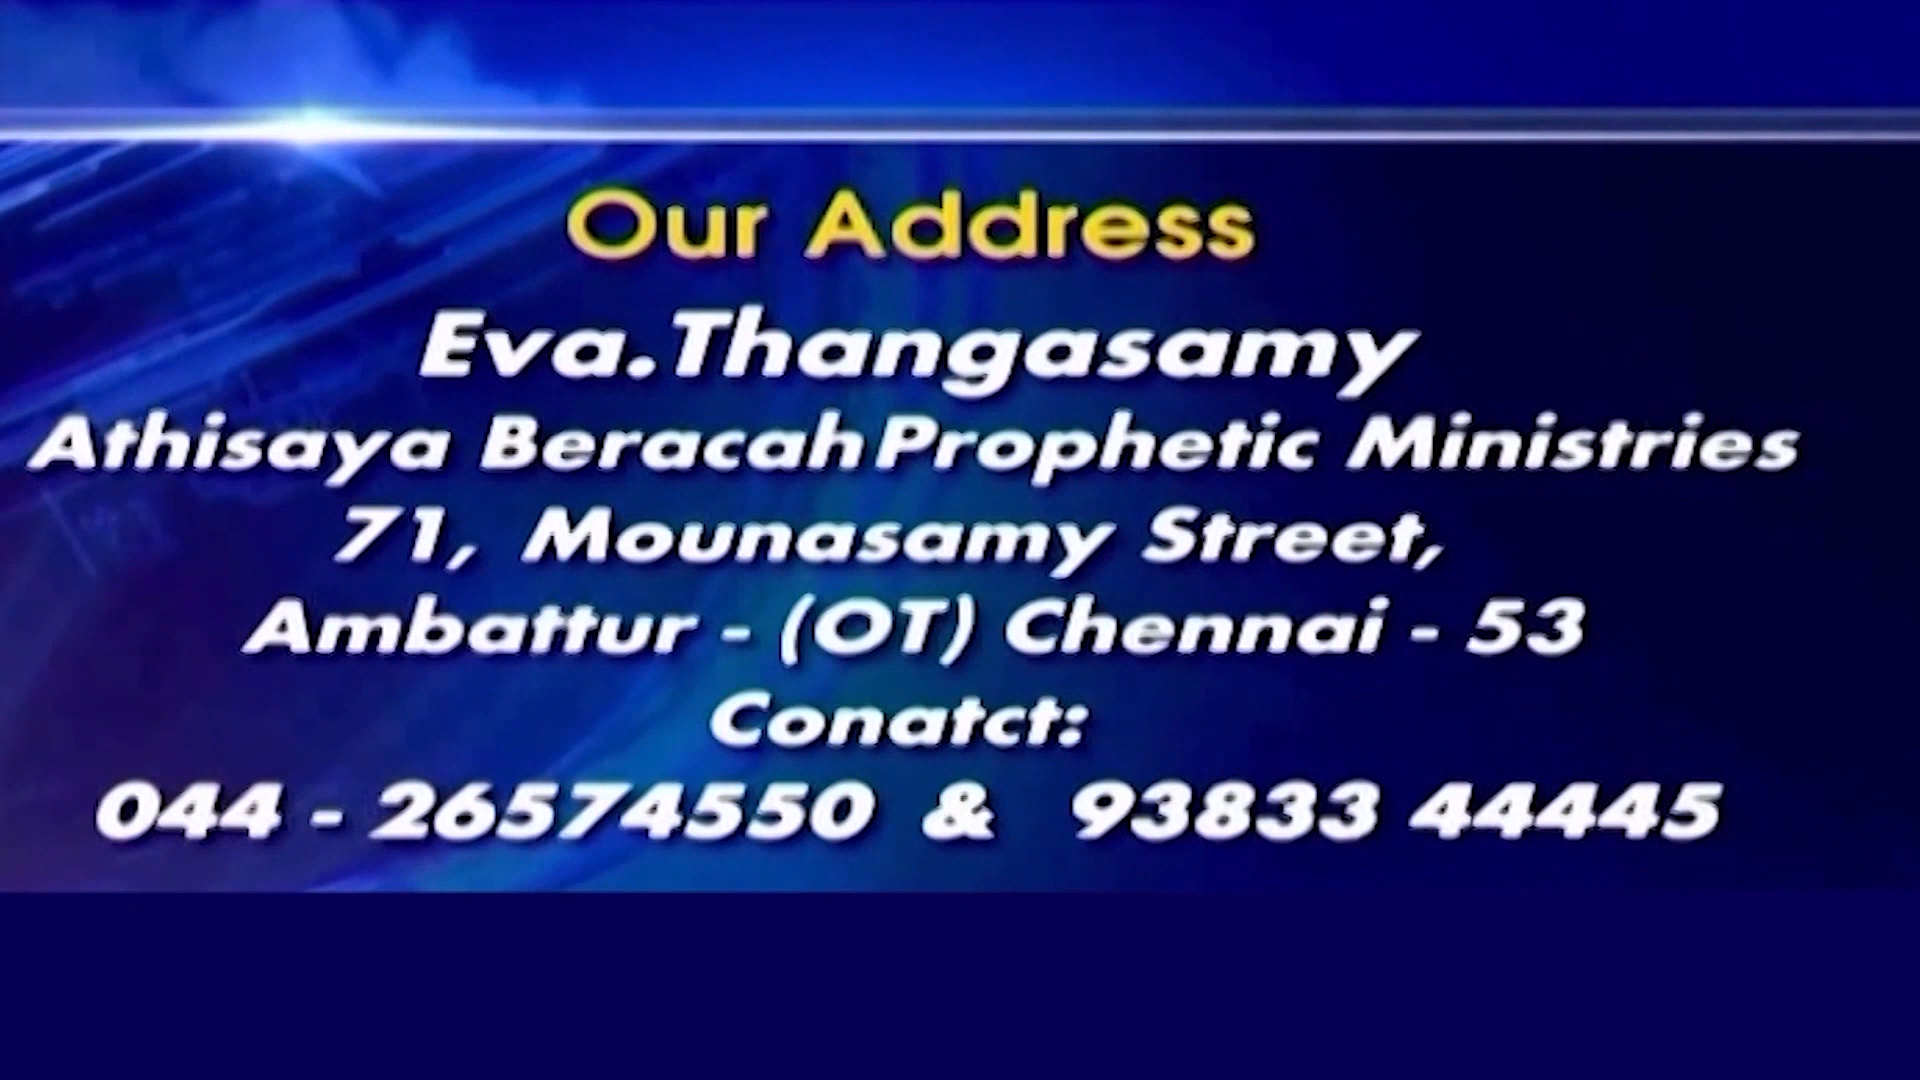 Our Address
Eva.Thangasamy
Athisaya Beracah Prophetic Ministries
71, Mounasamy Street,
Ambattur - (OT) Chennai - 53
Conatct:
044 - 26574550 & 93833 44445